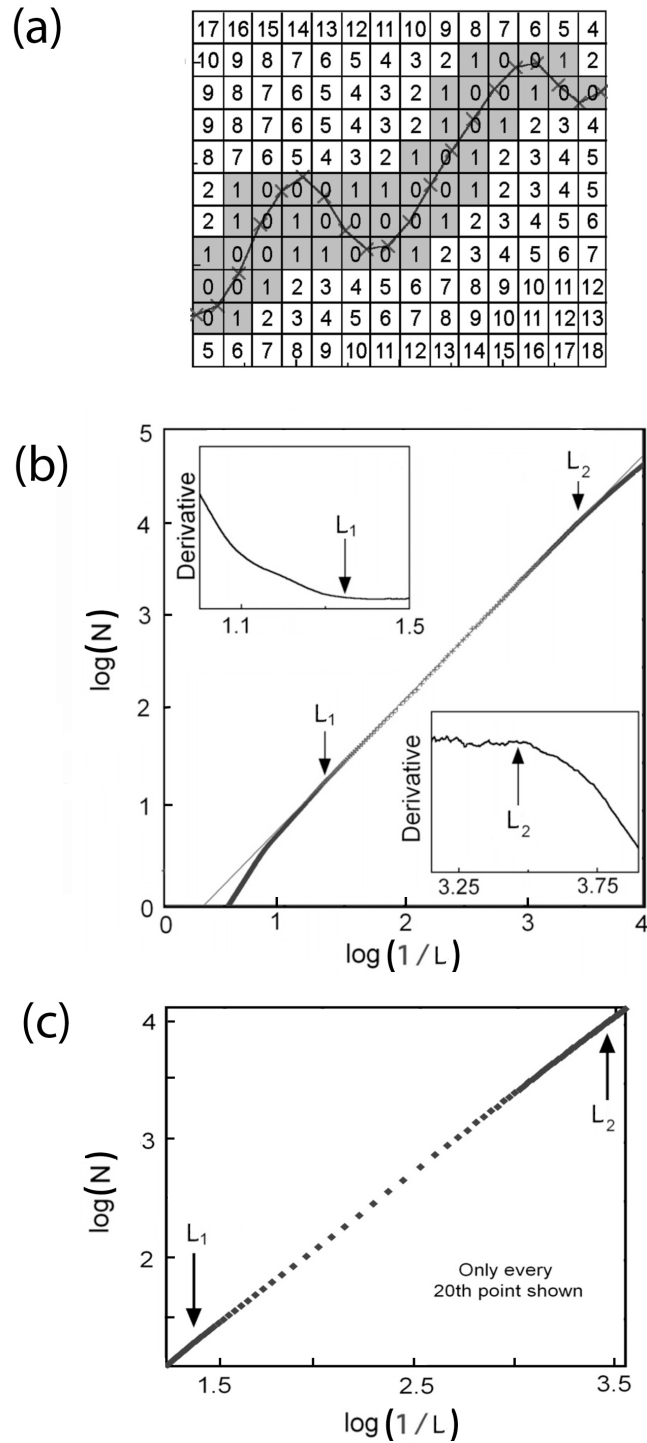 (a)
17 16 15 14 13 12 11 10 9 8 7 6 5 4
10 9 8 7 6 5 4 3 2 1 0 0 1 2
9 8 7 6 5 4 3 2 1 0 0 1 0 0
9 8 7 6 5 4 3 2 1 0 1 2 3 4
8 7 6 5 4 3 2 1 0 1 2 3 4 5
2 1 0 0 0 1 1 0 0 1 2 3 4 5
2 1 0 1 0 0 0 0 1 2 3 4 5 6
1 0 0 1 1 0 0 1 2 3 4 5 6 7
0 0 1 2 3 4 5 6 7 8 9 10 11 12
0 1 2 3 4 5 6 7 8 9 10 11 12 13
5 6 7 8 9 10 11 12 13 14 15 16 17 18
(b)
5
4
3
2
1
0
log(N)
Derivative
L1
1.1 1.5
L2
L1
Derivative
L2
3.25 3.75
0 1 2 3 4
log(1/L)
(c)
4
3
2
log(N)
L1
L2
Only every
20th point shown
1.5 2.5 3.5
log(1/L)